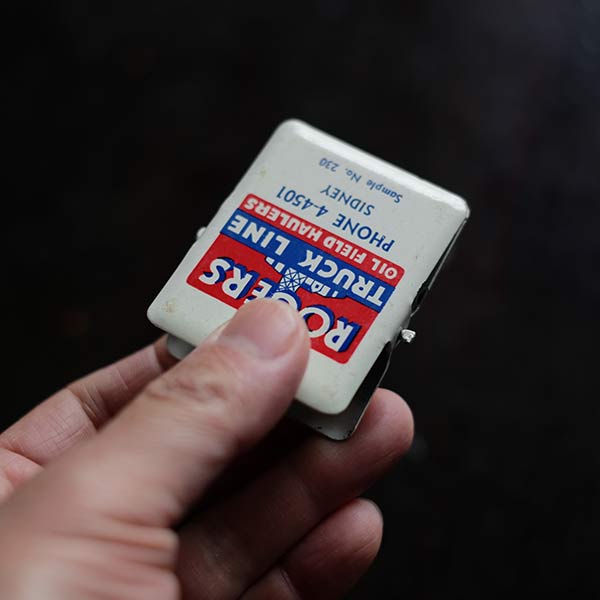 ROGERS
TRUCK LINE
OIL FIELD HAULERS
PHONE 4-4501
SIDNEY
Sample No. 230